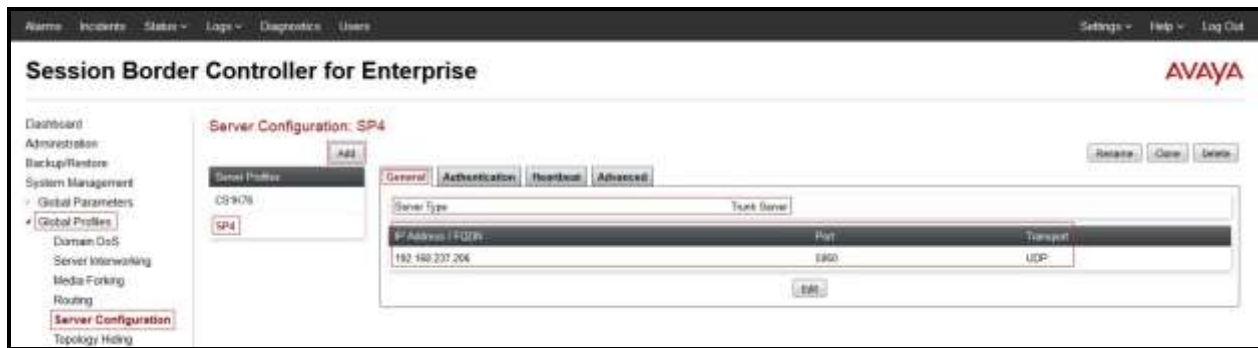 Alarms Incidents Status Logs Diagnostics Users Settings Help Log Out
Session Border Controller for Enterprise
AVAYA
Dashboard
Administration
Backup/Restore
System Management
Global Parameters
Global Profiles
Domain DoS
Server Interworking
Media Forking
Routing
Server Configuration
Topology Hiding
Server Configuration: SP4
Add
Rename Clone Delete
Server Profiles
CS1K76
SP4
General Authentication Heartbeat Advanced
Server Type Trunk Server
IP Address / FQDN Port Transport
192.168.237.206 5060 UDP
Edit